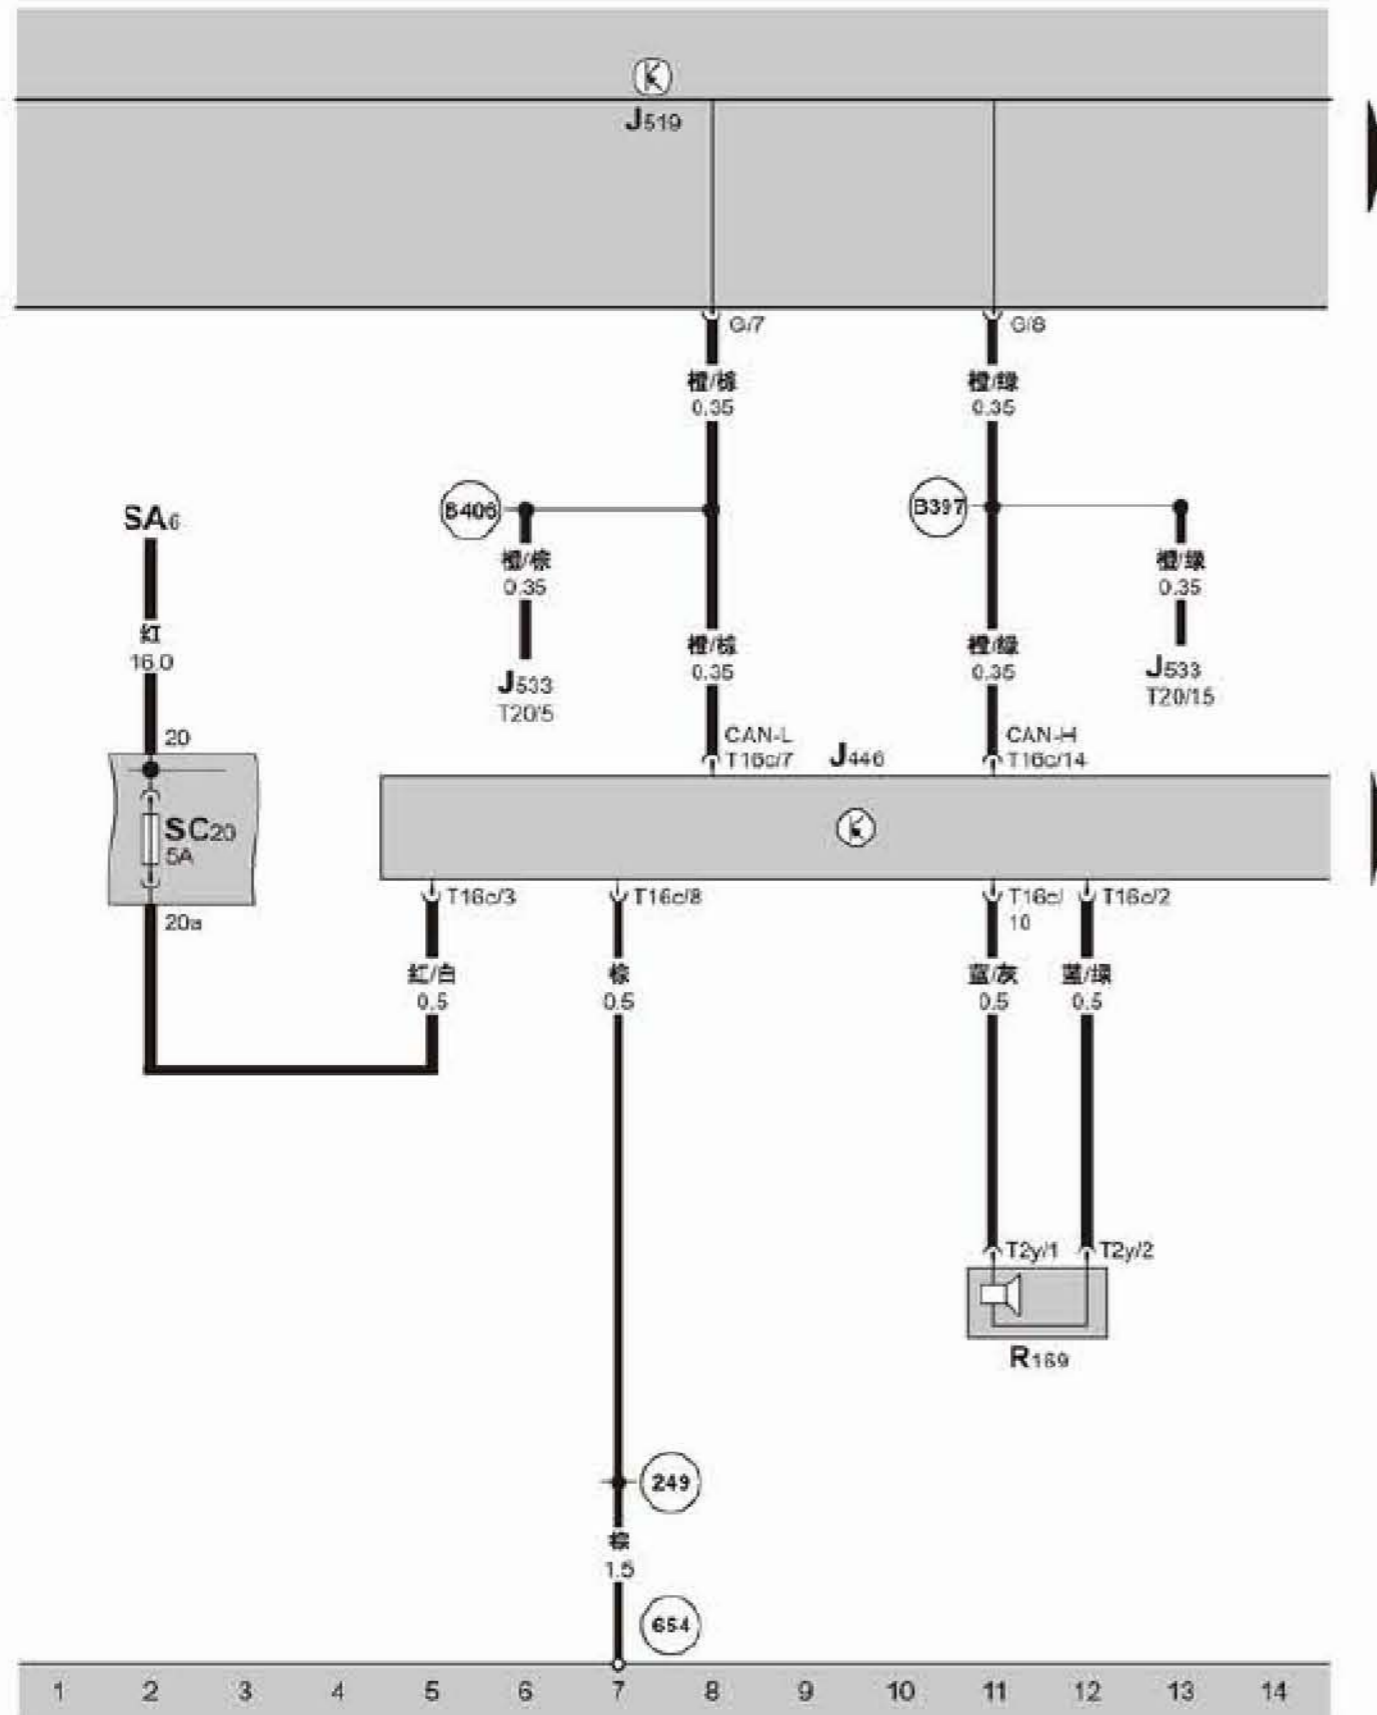 K
J519
G/7
G/8
橙/棕
0.35
橙/绿
0.35
B406
B397
SA6
橙/棕
0.35
橙/绿
0.35
红
16.0
橙/棕
0.35
橙/绿
0.35
J533
T20/5
J533
T20/15
20
CAN-L
T16c/7
J446
CAN-H
T16c/14
SC20
5A
K
20a
T16c/3
T16c/8
T16c/
10
T16c/2
红/白
0.5
棕
0.5
蓝/灰
0.5
蓝/绿
0.5
T2y/1
T2y/2
R169
249
棕
1.5
654
1 2 3 4 5 6 7 8 9 10 11 12 13 14